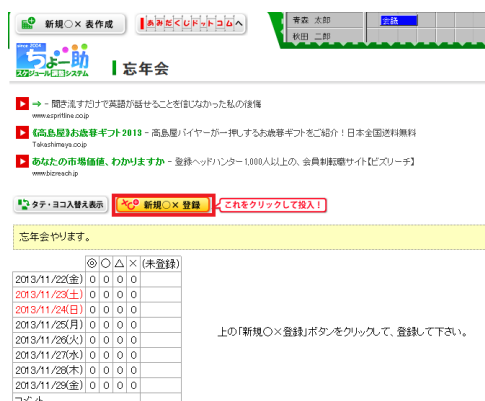 新規○×表作成
あみだくじドットコムへ
青森 太郎 会議
秋田 二郎
since 2004
ちょー助
スケジュール調整システム
忘年会
⇒ - 聞き流すだけで英語が話せることを信じなかった私の後悔
www.espritline.co.jp
《高島屋》お歳暮ギフト2013 - 高島屋バイヤーが一押しするお歳暮ギフトをご紹介！日本全国送料無料
Takashimaya.co.jp
あなたの市場価値、わかりますか - 登録ヘッドハンター1,000人以上の、会員制転職サイト【ビズリーチ】
www.bizreach.jp
タテ・ヨコ入替え表示 新規○×登録 これをクリックして投入！
忘年会やります。
◎ ○ △ × (未登録)
2013/11/22(金) 0 0 0 0
2013/11/23(土) 0 0 0 0
2013/11/24(日) 0 0 0 0
2013/11/25(月) 0 0 0 0
2013/11/26(火) 0 0 0 0
2013/11/27(水) 0 0 0 0
2013/11/28(木) 0 0 0 0
2013/11/29(金) 0 0 0 0
コメント
上の「新規○×登録」ボタンをクリックして、登録して下さい。